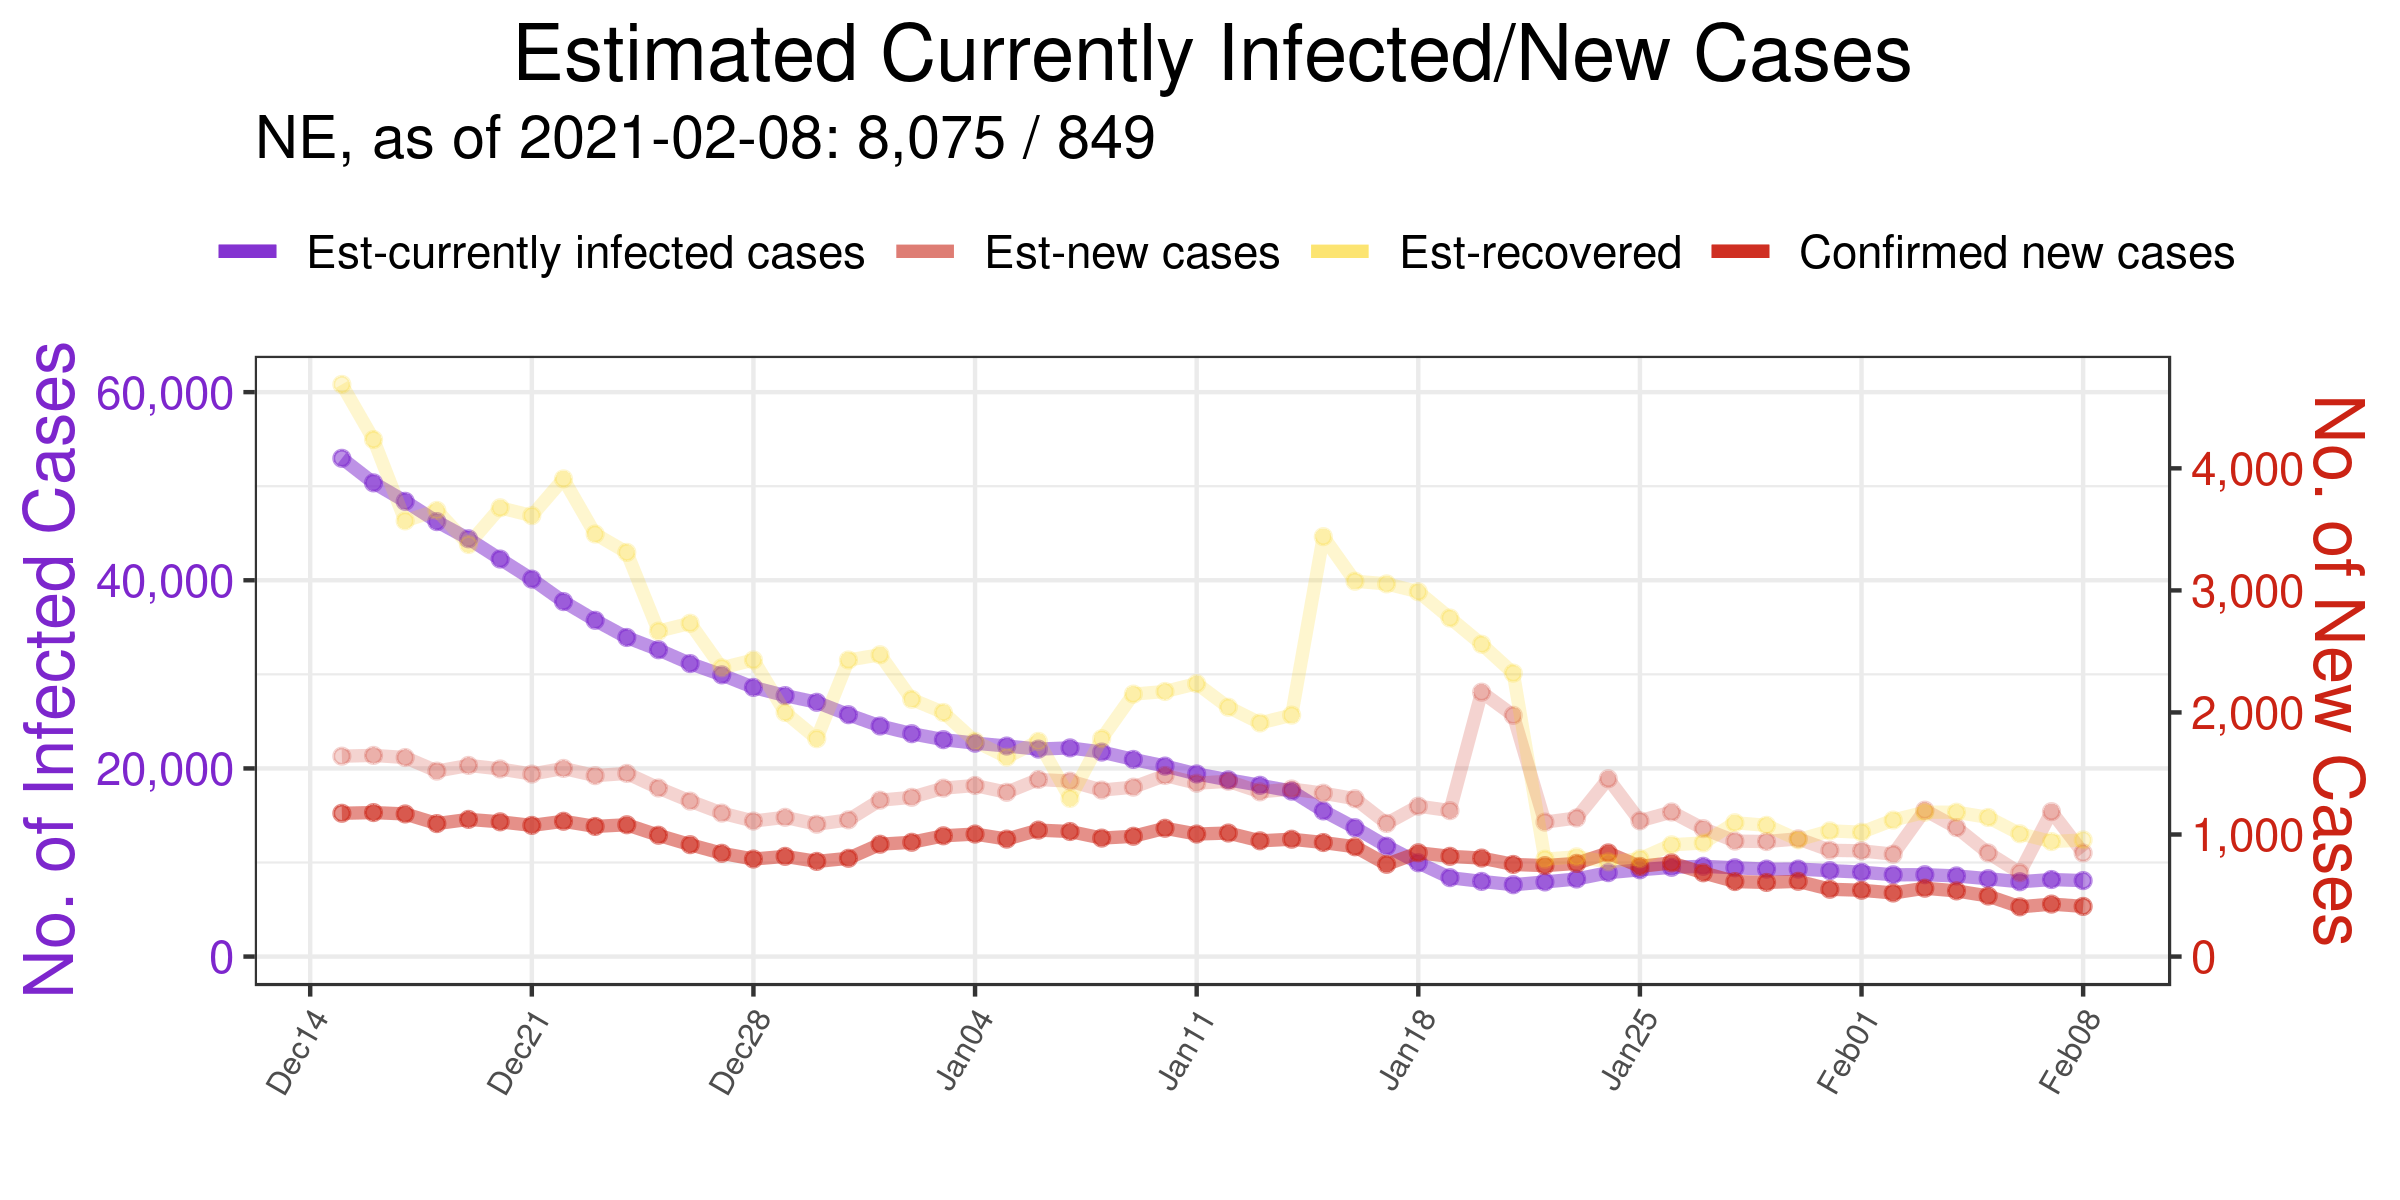 Estimated Currently Infected/New Cases
NE, as of 2021-02-08: 8,075 / 849
Est-currently infected cases Est-new cases Est-recovered Confirmed new cases
No. of Infected Cases
60,000
40,000
20,000
0
4,000
3,000
2,000
1,000
0
No. of New Cases
Dec14 Dec21 Dec28 Jan04 Jan11 Jan18 Jan25 Feb01 Feb08